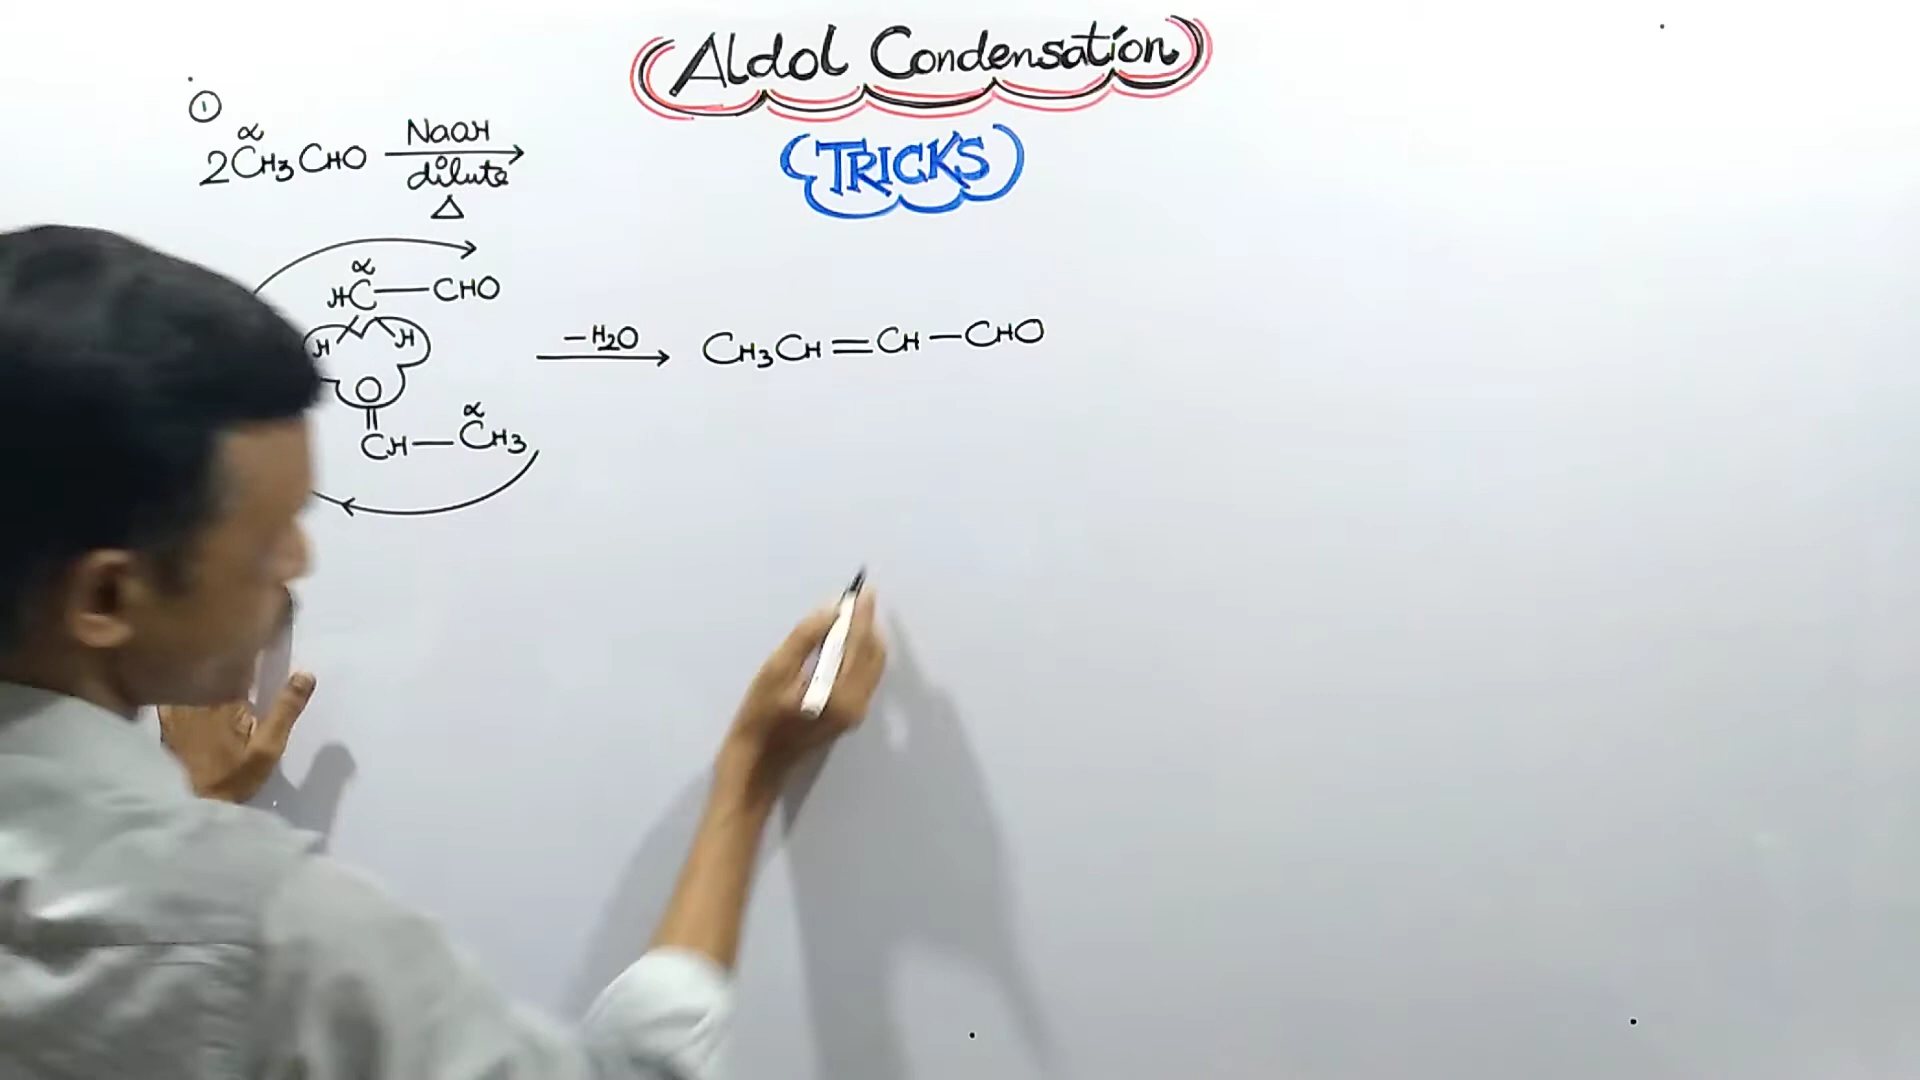 Aldol Condensation
TRICKS
①
α
2CH₃CHO NaOH
dilute
Δ
α
HC—CHO
H H
O
α
CH—CH₃
–H₂O
CH₃CH=CH—CHO